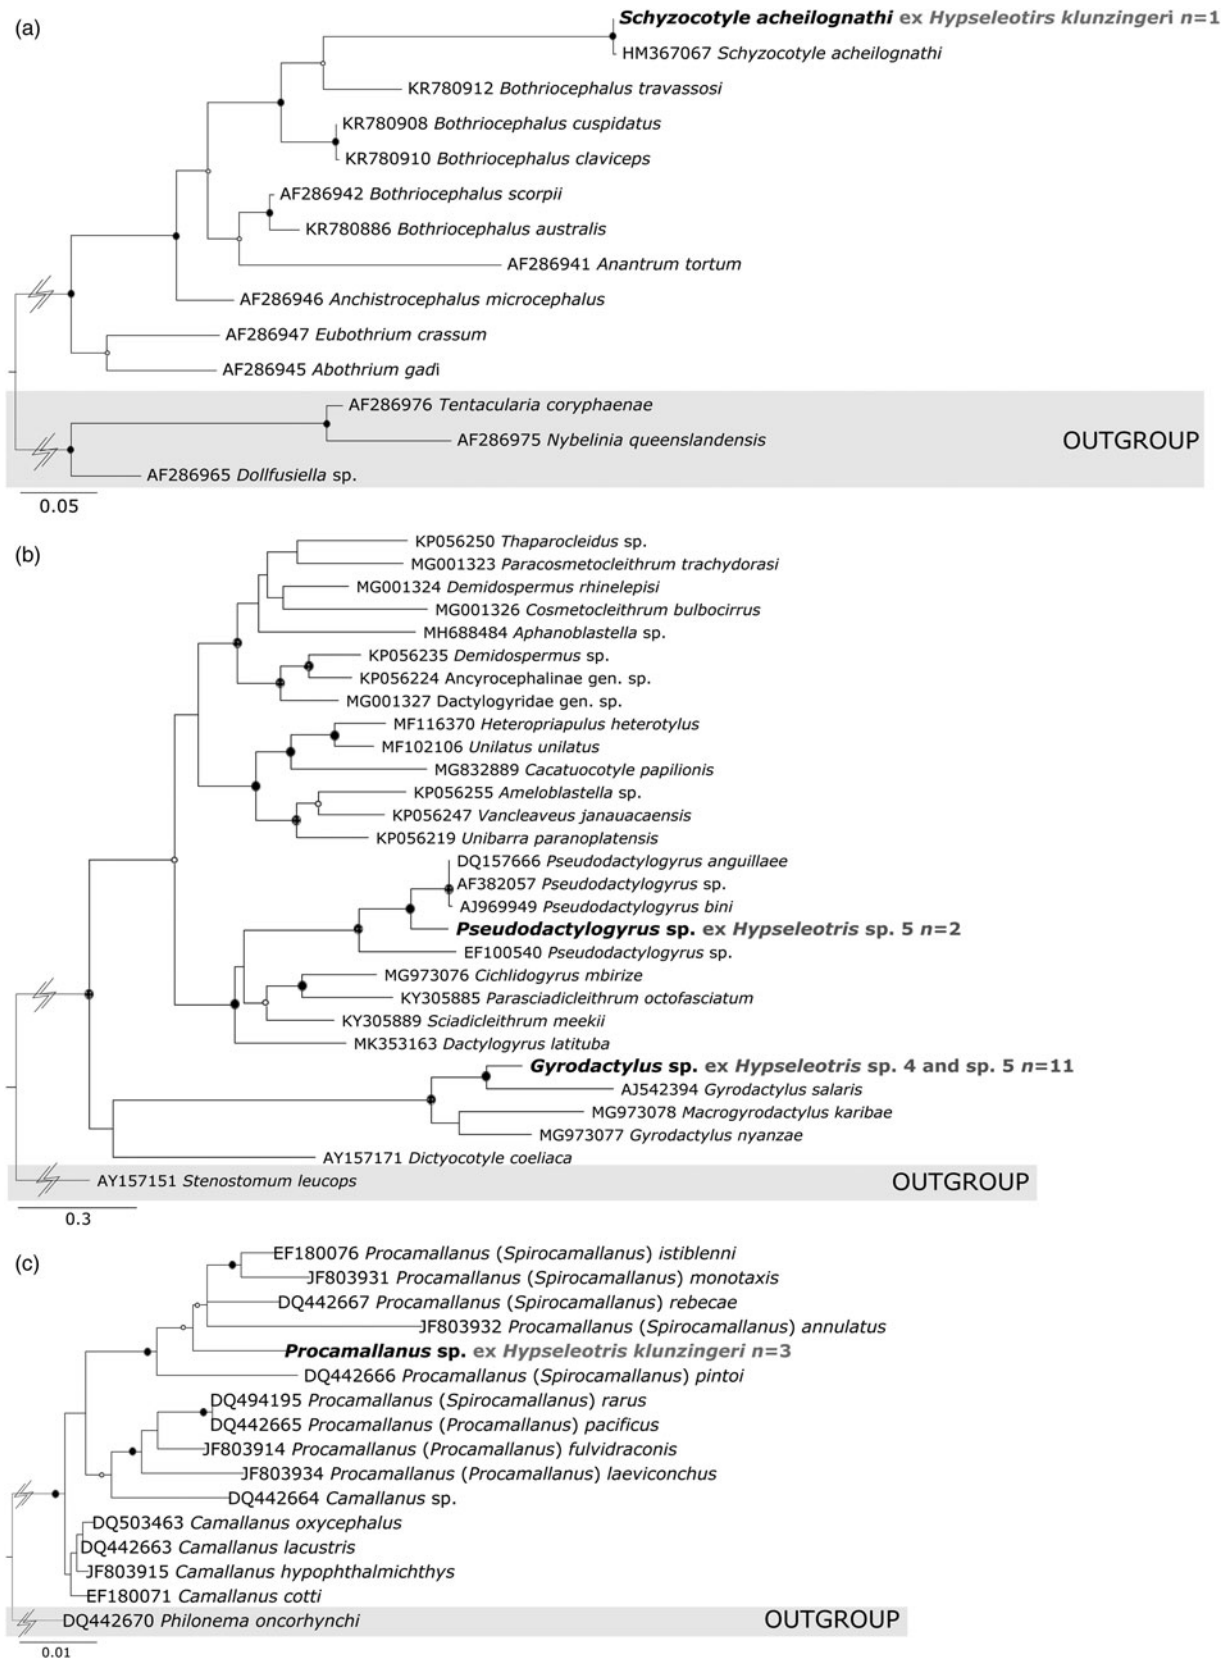 (a)
Schyzocotyle acheilognathi ex Hypseleotirs klunzingeri n=1
HM367067 Schyzocotyle acheilognathi
KR780912 Bothriocephalus travassosi
KR780908 Bothriocephalus cuspidatus
KR780910 Bothriocephalus claviceps
AF286942 Bothriocephalus scorpii
KR780886 Bothriocephalus australis
AF286941 Anantrum tortum
AF286946 Anchistrocephalus microcephalus
AF286947 Eubothrium crassum
AF286945 Abothrium gadi
AF286976 Tentacularia coryphaenae
AF286975 Nybelinia queenslandensis
OUTGROUP
AF286965 Dollfusiella sp.
0.05
(b)
KP056250 Thaparocleidus sp.
MG001323 Paracosmetocleithrum trachydorasi
MG001324 Demidospermus rhinelepisi
MG001326 Cosmetocleithrum bulbocirrus
MH688484 Aphanoblastella sp.
KP056235 Demidospermus sp.
KP056224 Ancyrocephalinae gen. sp.
MG001327 Dactylogyridae gen. sp.
MF116370 Heteropriapulus heterotylus
MF102106 Unilatus unilatus
MG832889 Cacatuocotyle papilionis
KP056255 Ameloblastella sp.
KP056247 Vancleaveus janauacaensis
KP056219 Unibarra paranoplatensis
DQ157666 Pseudodactylogyrus anguillaee
AF382057 Pseudodactylogyrus sp.
AJ969949 Pseudodactylogyrus bini
Pseudodactylogyrus sp. ex Hypseleotris sp. 5 n=2
EF100540 Pseudodactylogyrus sp.
MG973076 Cichlidogyrus mbirize
KY305885 Parasciadicleithrum octofasciatum
KY305889 Sciadicleithrum meekii
MK353163 Dactylogyrus latituba
Gyrodactylus sp. ex Hypseleotris sp. 4 and sp. 5 n=11
AJ542394 Gyrodactylus salaris
MG973078 Macrogyrodactylus karibae
MG973077 Gyrodactylus nyanzae
AY157171 Dictyocotyle coeliaca
AY157151 Stenostomum leucops
OUTGROUP
0.3
(c)
EF180076 Procamallanus (Spirocamallanus) istiblenni
JF803931 Procamallanus (Spirocamallanus) monotaxis
DQ442667 Procamallanus (Spirocamallanus) rebecae
JF803932 Procamallanus (Spirocamallanus) annulatus
Procamallanus sp. ex Hypseleotris klunzingeri n=3
DQ442666 Procamallanus (Spirocamallanus) pintoi
DQ494195 Procamallanus (Spirocamallanus) rarus
DQ442665 Procamallanus (Procamallanus) pacificus
JF803914 Procamallanus (Procamallanus) fulvidraconis
JF803934 Procamallanus (Procamallanus) laeviconchus
DQ442664 Camallanus sp.
DQ503463 Camallanus oxycephalus
DQ442663 Camallanus lacustris
JF803915 Camallanus hypophthalmichthys
EF180071 Camallanus cotti
DQ442670 Philonema oncorhynchi
OUTGROUP
0.01